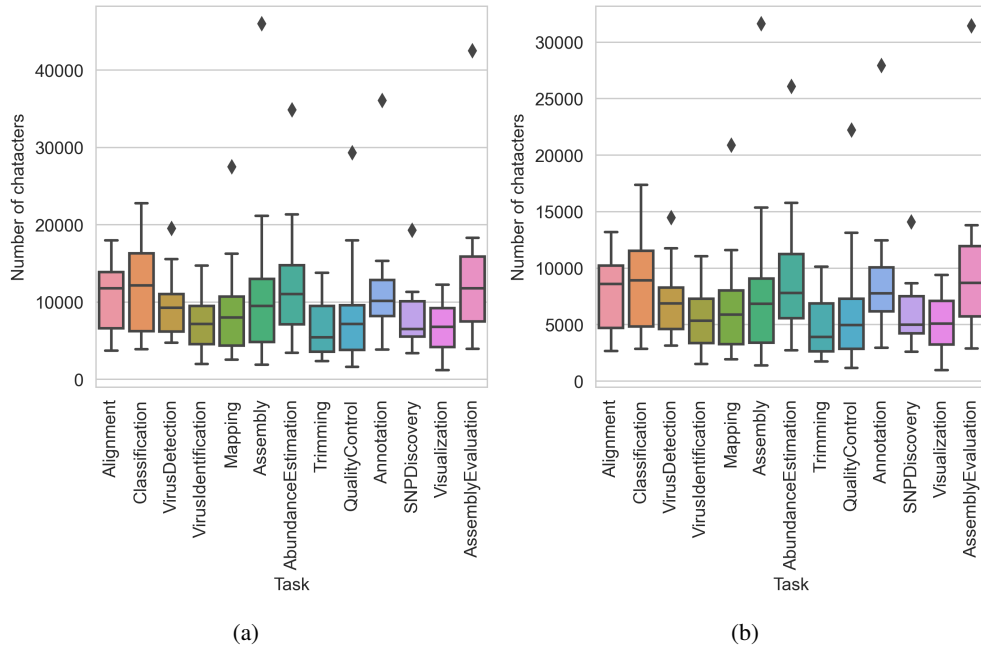 Number of chatacters
40000
30000
20000
10000
0
Alignment
Classification
VirusDetection
VirusIdentification
Mapping
Assembly
AbundanceEstimation
Trimming
QualityControl
Annotation
SNPDiscovery
Visualization
AssemblyEvaluation
Task
(a)
Number of chatacters
30000
25000
20000
15000
10000
5000
0
Alignment
Classification
VirusDetection
VirusIdentification
Mapping
Assembly
AbundanceEstimation
Trimming
QualityControl
Annotation
SNPDiscovery
Visualization
AssemblyEvaluation
Task
(b)